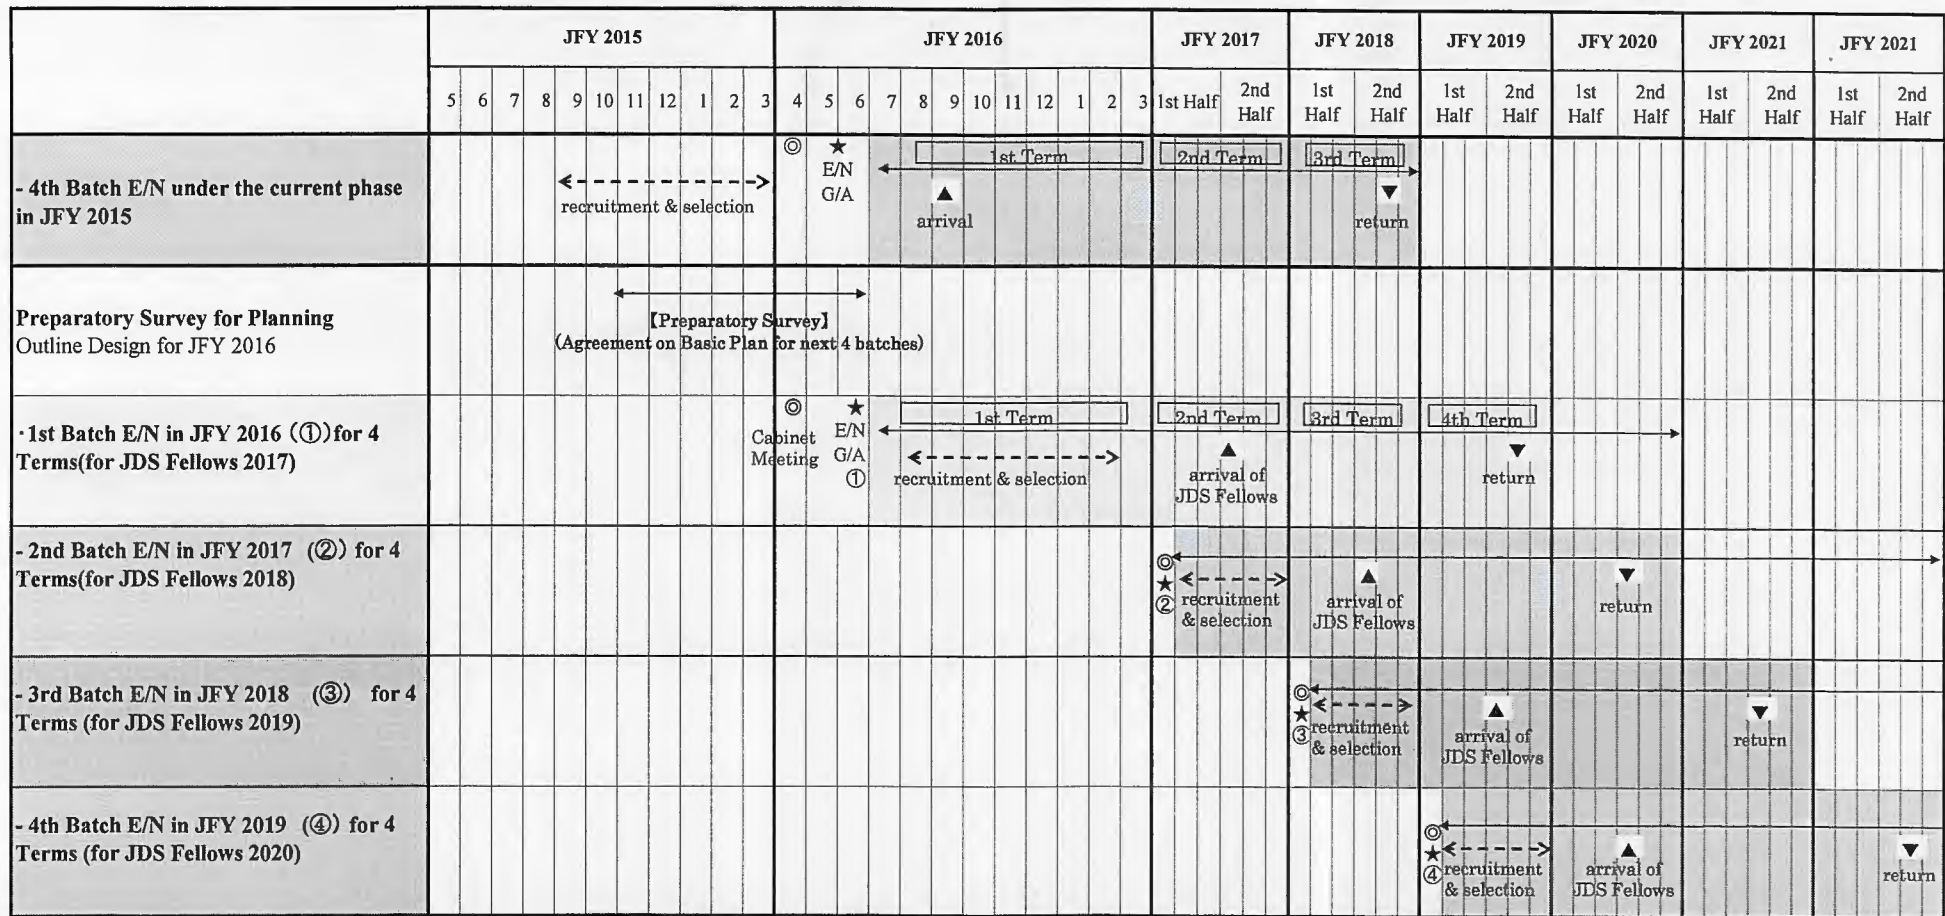 JFY 2015 JFY 2016 JFY 2017 JFY 2018 JFY 2019 JFY 2020 JFY 2021 JFY 2021
5 6 7 8 9 10 11 12 1 2 3 4 5 6 7 8 9 10 11 12 1 2 3 1st Half 2nd Half 1st Half 2nd Half 1st Half 2nd Half 1st Half 2nd Half 1st Half 2nd Half 1st Half 2nd Half
- 4th Batch E/N under the current phase
in JFY 2015
recruitment & selection
◎ ★
E/N
G/A
1st Term 2nd Term 3rd Term
▲ ▼
arrival return
Preparatory Survey for Planning
Outline Design for JFY 2016
【Preparatory Survey】
(Agreement on Basic Plan for next 4 batches)
·1st Batch E/N in JFY 2016 (①)for 4
Terms(for JDS Fellows 2017)
◎ ★
Cabinet
Meeting
E/N
G/A
①
1st Term 2nd Term 3rd Term 4th Term
recruitment & selection
▲ ▼
arrival of
JDS Fellows
return
- 2nd Batch E/N in JFY 2017 (②) for 4
Terms(for JDS Fellows 2018)
◎
★
②
recruitment
& selection
▲
arrival of
JDS Fellows
▼
return
- 3rd Batch E/N in JFY 2018 (③) for 4
Terms (for JDS Fellows 2019)
◎
★
③
recruitment
& selection
▲
arrival of
JDS Fellows
▼
return
- 4th Batch E/N in JFY 2019 (④) for 4
Terms (for JDS Fellows 2020)
◎
★
④
recruitment
& selection
▲
arrival of
JDS Fellows
▼
return